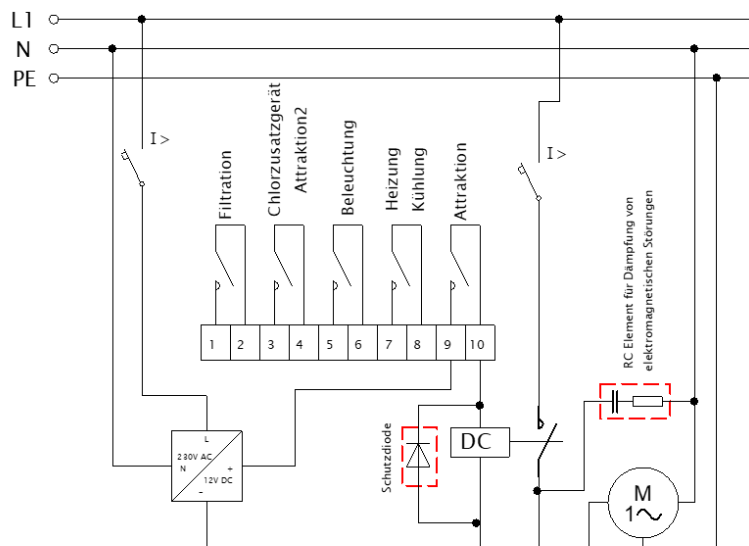 L1
N
PE
I >
I >
Filtration
Chlorzusatzgerät
Attraktion2
Beleuchtung
Heizung
Kühlung
Attraktion
RC Element für Dämpfung von
elektromagnetischen Störungen
1 2 3 4 5 6 7 8 9 10
L
230V AC
N
+
12V DC
−
Schutzdiode
DC
M
1